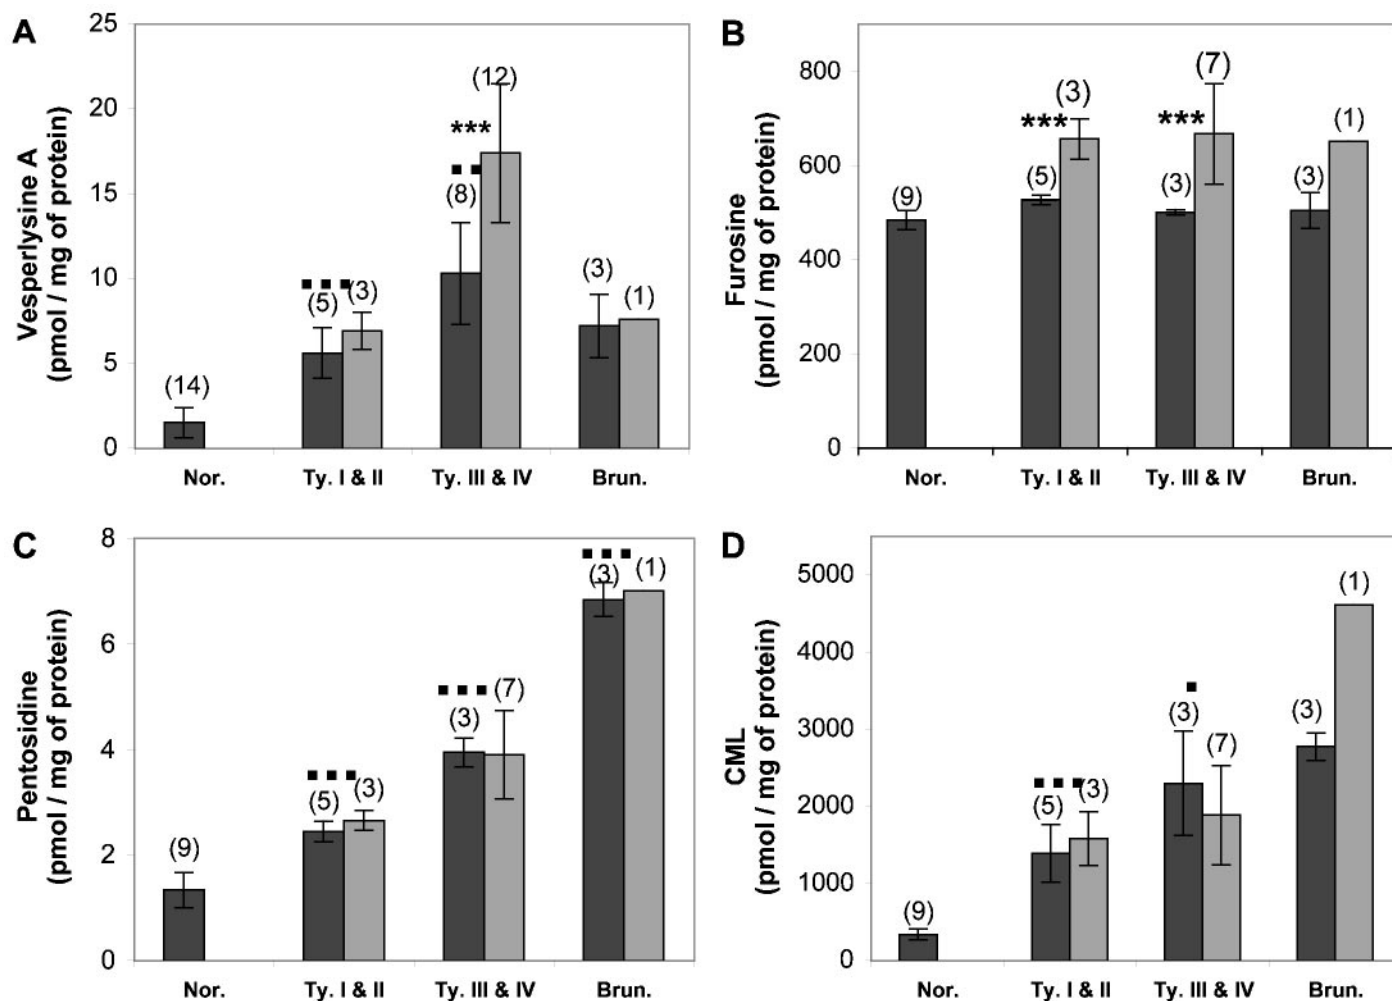 A
Vesperlysine A
(pmol / mg of protein)
25
20
15
10
5
0
(14)
(5)
(3)
***
(8)
(12)
(3)
(1)
Nor.
Ty. I & II
Ty. III & IV
Brun.
B
Furosine
(pmol / mg of protein)
800
600
400
200
0
(9)
***
(5)
(3)
***
(3)
(7)
(3)
(1)
Nor.
Ty. I & II
Ty. III & IV
Brun.
C
Pentosidine
(pmol / mg of protein)
8
6
4
2
0
(9)
(5)
(3)
(3)
(7)
(3)
(1)
Nor.
Ty. I & II
Ty. III & IV
Brun.
D
CML
(pmol / mg of protein)
5000
4000
3000
2000
1000
0
(9)
(5)
(3)
(3)
(7)
(3)
(1)
Nor.
Ty. I & II
Ty. III & IV
Brun.